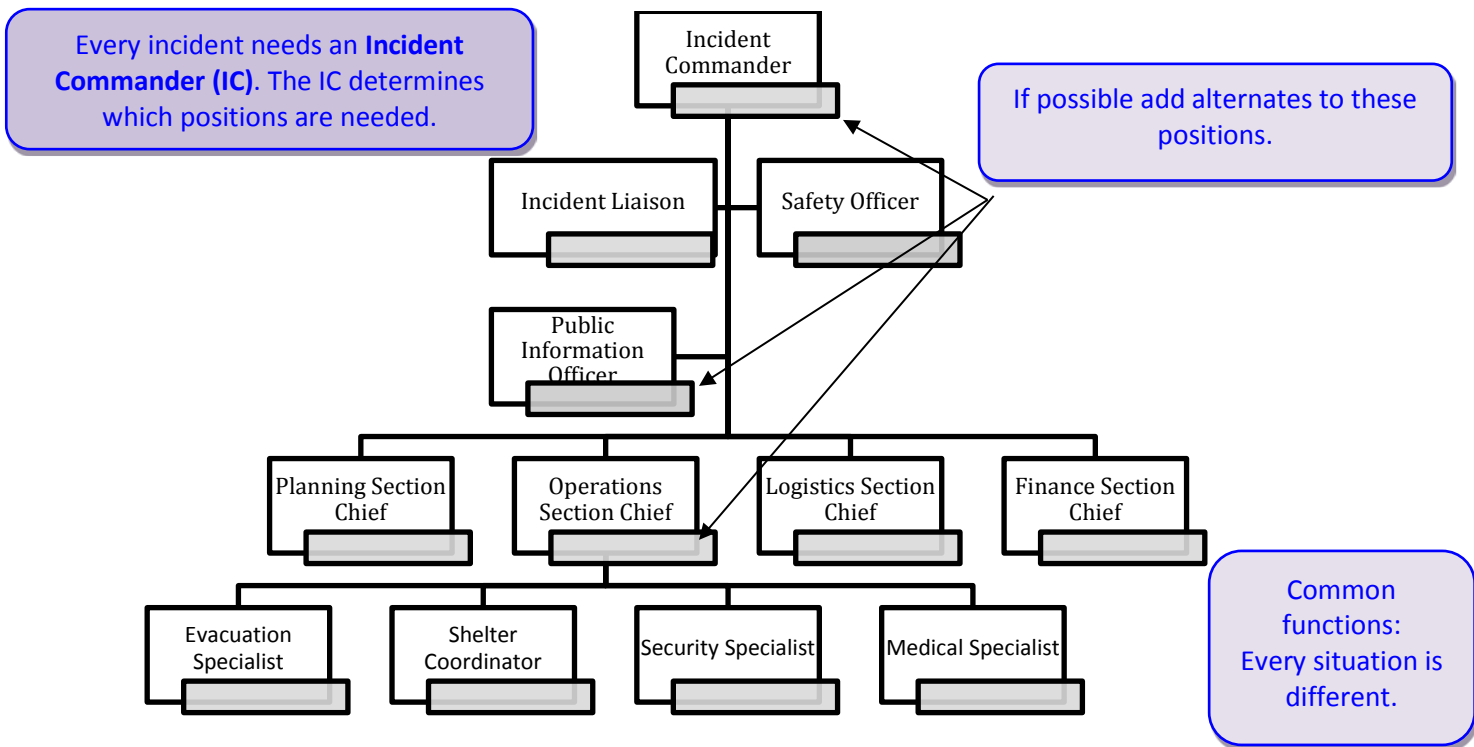 Every incident needs an Incident
Commander (IC). The IC determines
which positions are needed.
Incident
Commander
If possible add alternates to these
positions.
Incident Liaison
Safety Officer
Public
Information
Officer
Planning Section
Chief
Operations
Section Chief
Logistics Section
Chief
Finance Section
Chief
Evacuation
Specialist
Shelter
Coordinator
Security Specialist
Medical Specialist
Common
functions:
Every situation is
different.